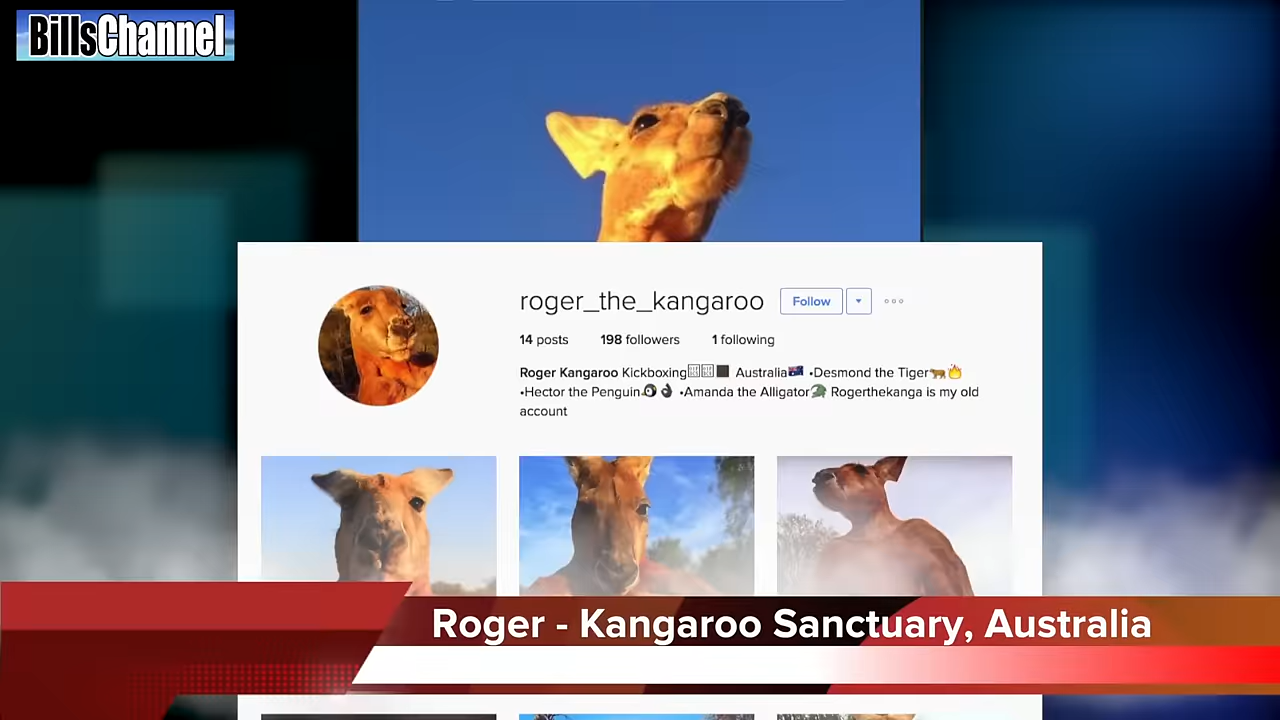 BillsChannel
roger_the_kangaroo Follow
14 posts 198 followers 1 following
Roger Kangaroo Kickboxing Australia🇦🇺 •Desmond the Tiger🐅🔥
•Hector the Penguin🐧👌 •Amanda the Alligator🐊 Rogerthekanga is my old
account
Roger - Kangaroo Sanctuary, Australia